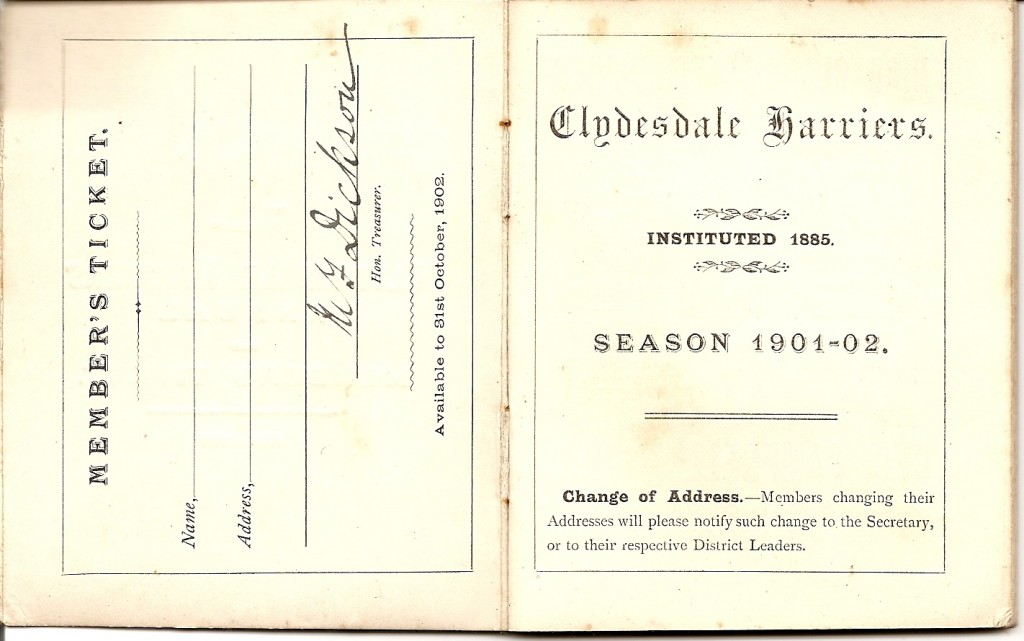 MEMBER'S TICKET.
Name,
Address,
Dickson
Hon. Treasurer.
Available to 31st October, 1902.
Clydesdale Harriers.
INSTITUTED 1885.
SEASON 1901-02.
Change of Address.—Members changing their
Addresses will please notify such change to the Secretary,
or to their respective District Leaders.